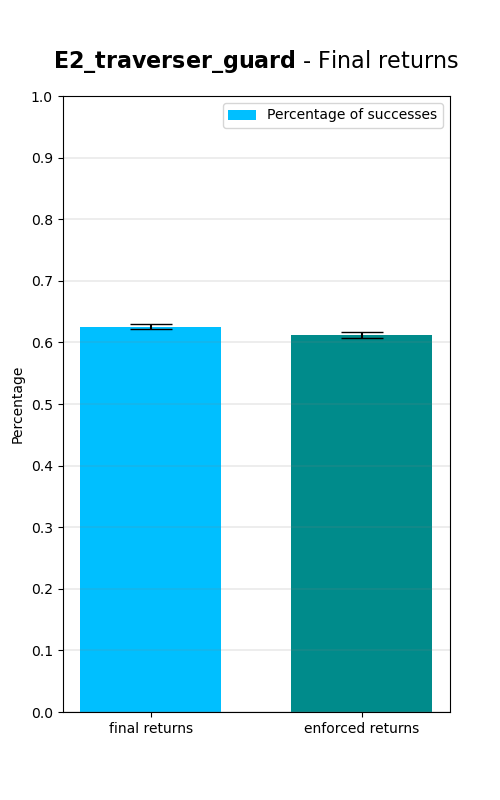 E2_traverser_guard - Final returns
Percentage of successes
1.0
0.9
0.8
0.7
0.6
0.5
0.4
0.3
0.2
0.1
0.0
Percentage
final returns
enforced returns